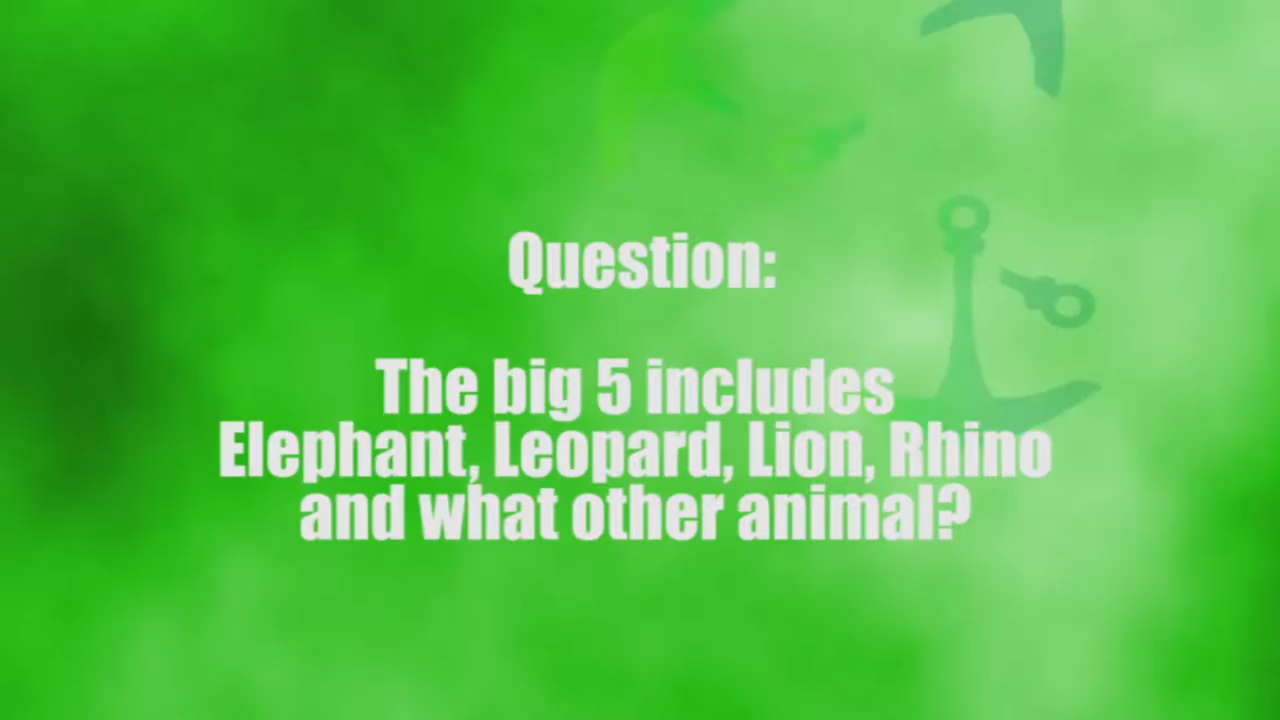 Question:
The big 5 includes
Elephant, Leopard, Lion, Rhino
and what other animal?